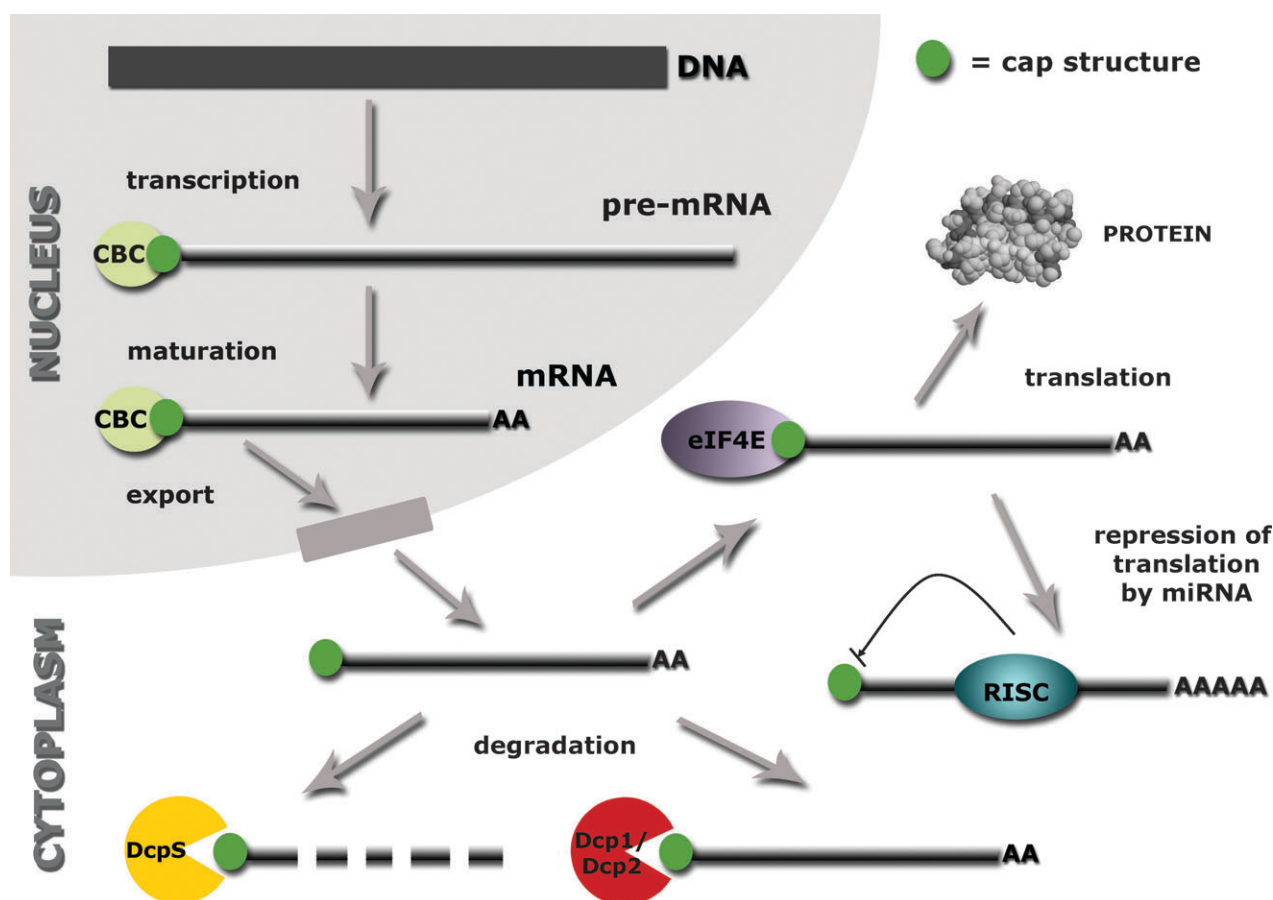 DNA
= cap structure
NUCLEUS
transcription
pre-mRNA
CBC
PROTEIN
maturation
mRNA
CBC
AA
translation
eIF4E
AA
export
repression of
translation
by miRNA
CYTOPLASM
AA
RISC
AAAAA
degradation
DcpS
Dcp1/
Dcp2
AA